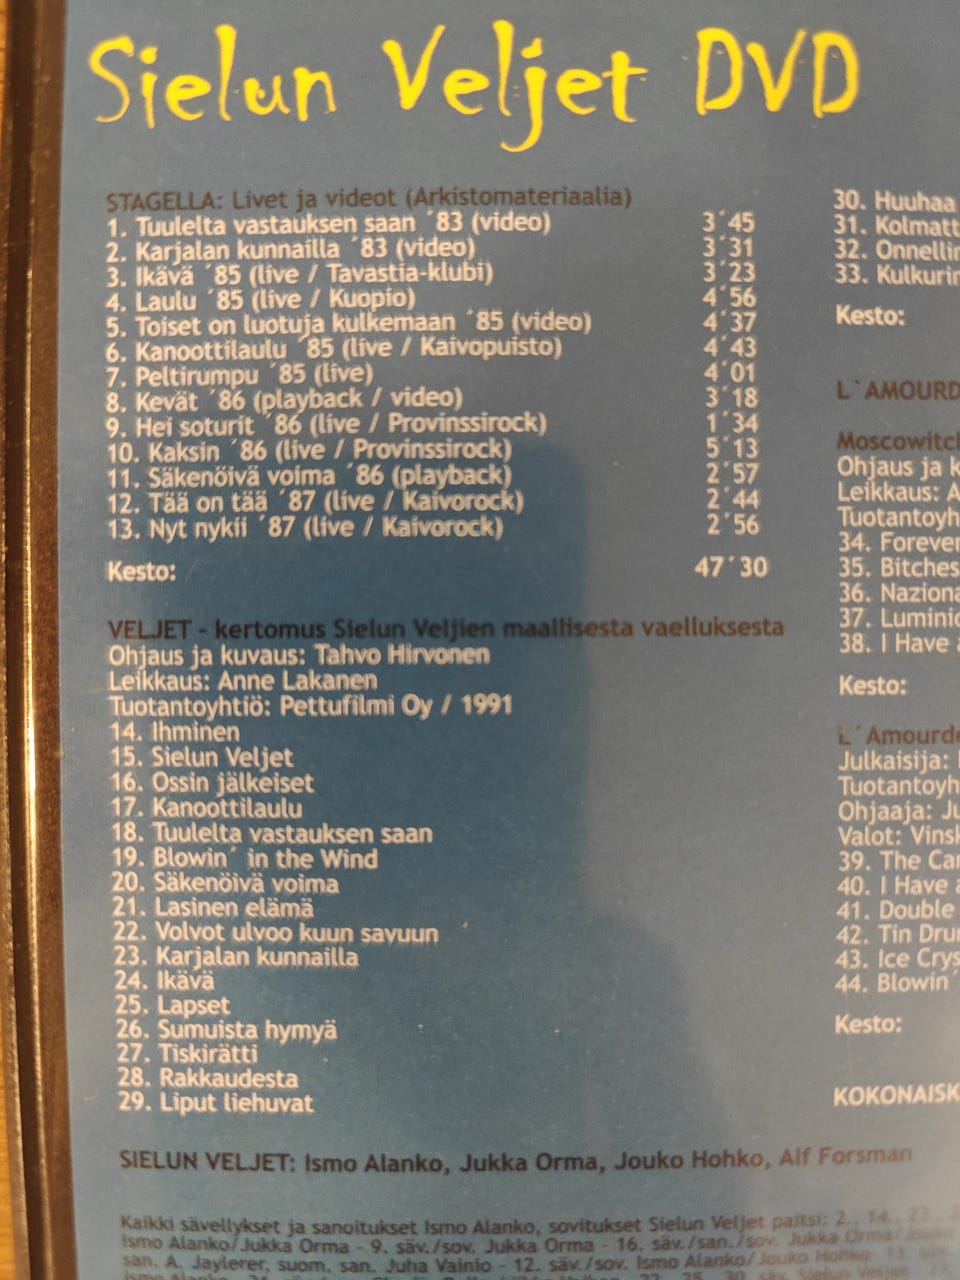 Sielun Veljet DVD
STAGELLA: Livet ja videot (Arkistomateriaalia)
1. Tuulelta vastauksen saan ´83 (video) 3´45
2. Karjalan kunnailla ´83 (video) 3´31
3. Ikävä ´85 (live / Tavastia-klubi) 3´23
4. Laulu ´85 (live / Kuopio) 4´56
5. Toiset on luotuja kulkemaan ´85 (video) 4´37
6. Kanoottilaulu ´85 (live / Kaivopuisto) 4´43
7. Peltirumpu ´85 (live) 4´01
8. Kevät ´86 (playback / video) 3´18
9. Hei soturit ´86 (live / Provinssirock) 1´34
10. Kaksin ´86 (live / Provinssirock) 5´13
11. Säkenöivä voima ´86 (playback) 2´57
12. Tää on tää ´87 (live / Kaivorock) 2´44
13. Nyt nykii ´87 (live / Kaivorock) 2´56
Kesto: 47´30
VELJET - kertomus Sielun Veljien maallisesta vaelluksesta
Ohjaus ja kuvaus: Tahvo Hirvonen
Leikkaus: Anne Lakanen
Tuotantoyhtiö: Pettufilmi Oy / 1991
14. Ihminen
15. Sielun Veljet
16. Ossin jälkeiset
17. Kanoottilaulu
18. Tuulelta vastauksen saan
19. Blowin´ in the Wind
20. Säkenöivä voima
21. Lasinen elämä
22. Volvot ulvoo kuun savuun
23. Karjalan kunnailla
24. Ikävä
25. Lapset
26. Sumuista hymyä
27. Tiskirätti
28. Rakkaudesta
29. Liput liehuvat
30. Huuhaa
31. Kolmatt
32. Onnellin
33. Kulkurin
Kesto:
L`AMOURD
Moscowitch
Ohjaus ja k
Leikkaus: A
Tuotantoyh
34. Forever
35. Bitches
36. Naziona
37. Luminio
38. I Have a
Kesto:
L´Amourde
Julkaisija:
Tuotantoyh
Ohjaaja: Ju
Valot: Vinsk
39. The Car
40. I Have a
41. Double
42. Tin Dru
43. Ice Crys
44. Blowin´
Kesto:
KOKONAISK
SIELUN VELJET: Ismo Alanko, Jukka Orma, Jouko Hohko, Alf Forsman
Kaikki sävellykset ja sanoitukset Ismo Alanko, sovitukset Sielun Veljet paitsi: 2., 14., 23.,
Ismo Alanko/Jukka Orma - 9. säv./sov. Jukka Orma - 16. säv./san./sov. Jukka Orma/
san. A. Jaylerer, suom. san. Juha Vainio - 12. säv./sov. Ismo Alanko/Jouko Hohko